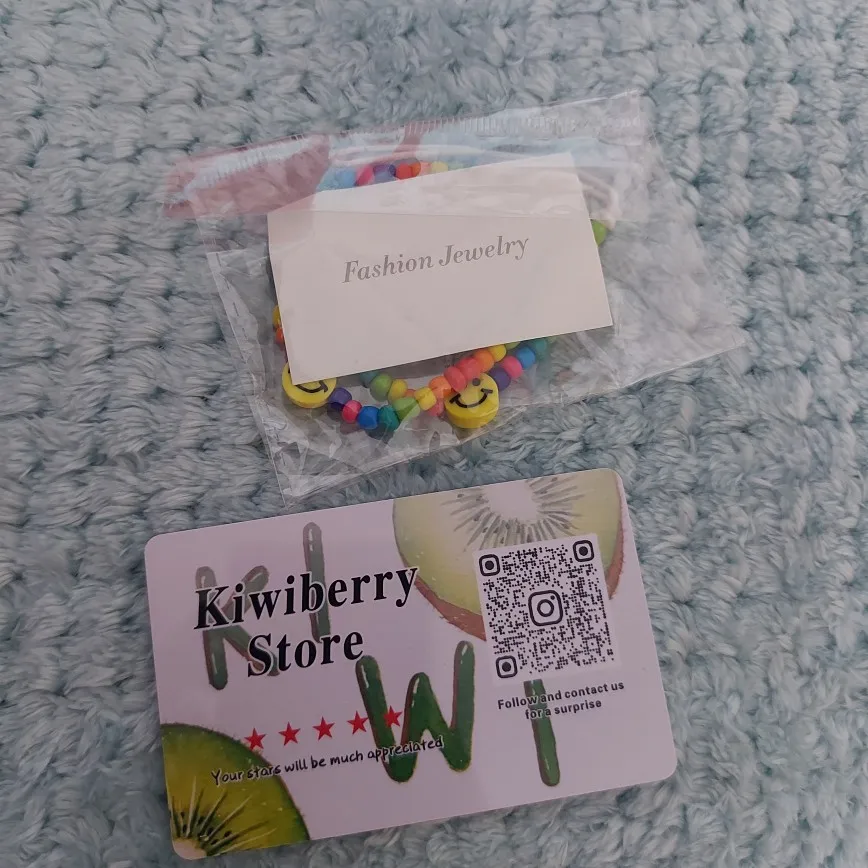 Fashion Jewelry
KIWI
Kiwiberry
Store
Follow and contact us
for a surprise
Your stars will be much appreciated